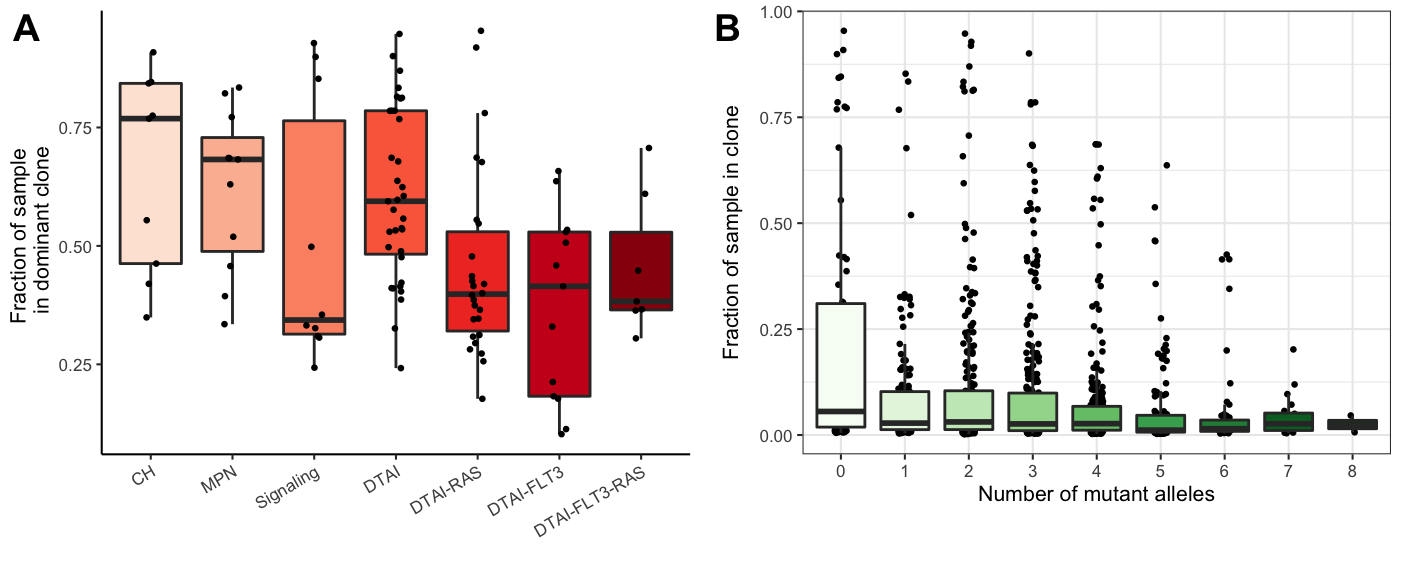 A
Fraction of sample
in dominant clone
0.75
0.50
0.25
CH
MPN
Signaling
DTAI
DTAI-RAS
DTAI-FLT3
DTAI-FLT3-RAS
B
Fraction of sample in clone
1.00
0.75
0.50
0.25
0.00
0 1 2 3 4 5 6 7 8
Number of mutant alleles